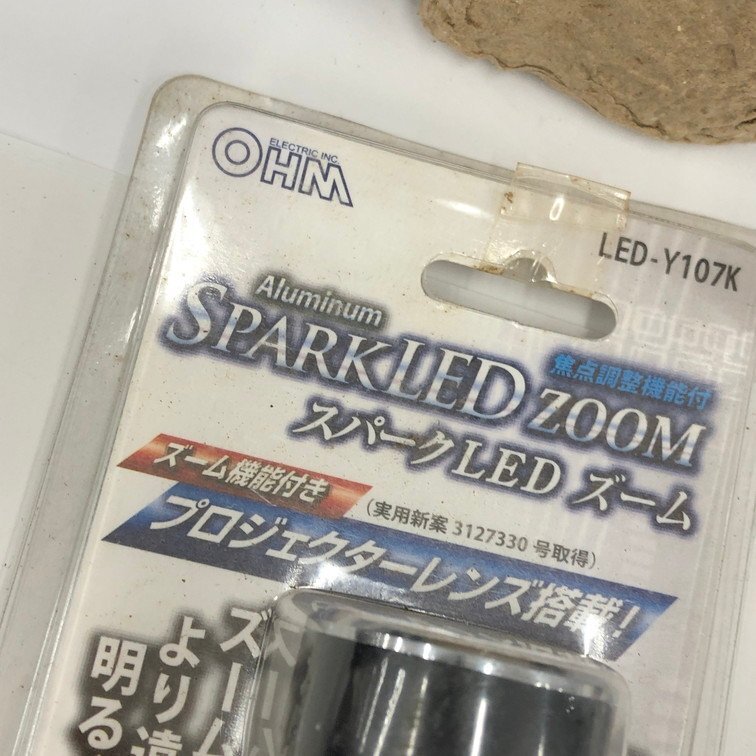 ELECTRIC INC.
OHM
LED-Y107K
Aluminum
SPARKLED ZOOM
焦点調整機能付
スパークLED ズーム
ズーム機能付き
(実用新案 3127330 号取得)
プロジェクターレンズ搭載!
ズーム
より遠
明る